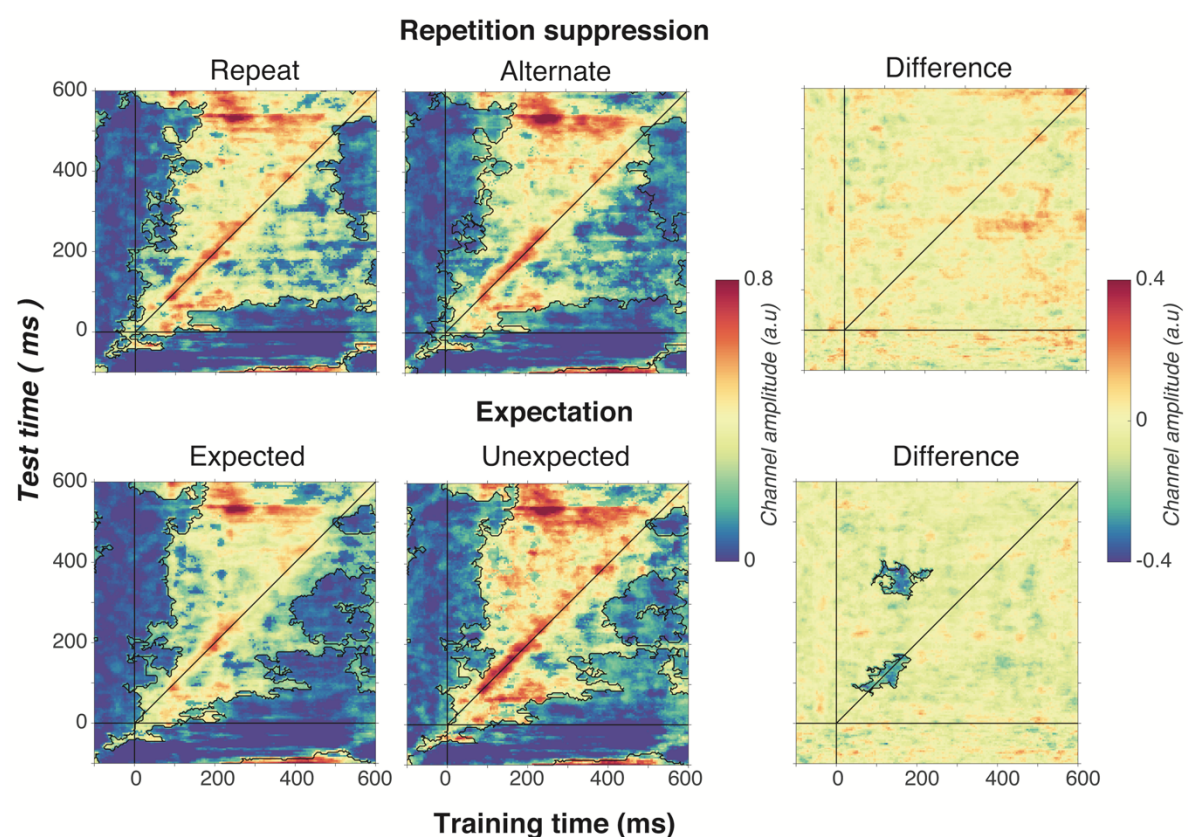 Repetition suppression
Repeat
Alternate
Difference
600
400
200
0
Test time ( ms)
0.8
0
Channel amplitude (a.u)
0.4
0
-0.4
Channel amplitude (a.u)
Expectation
Expected
Unexpected
Difference
600
400
200
0
0 200 400 600
0 200 400 600
0 200 400 600
Training time (ms)